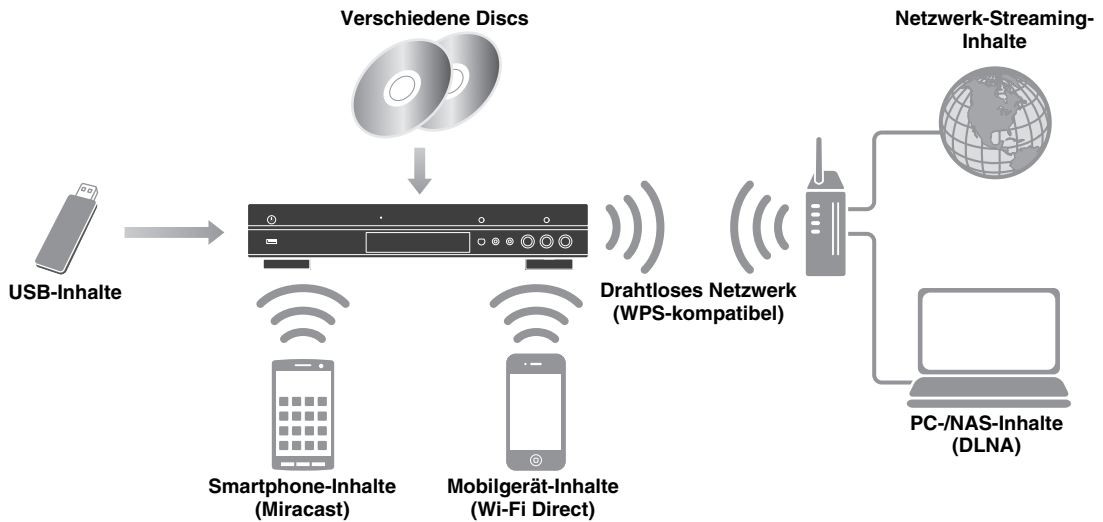 Verschiedene Discs
Netzwerk-Streaming-
Inhalte
USB-Inhalte
Drahtloses Netzwerk
(WPS-kompatibel)
PC-/NAS-Inhalte
(DLNA)
Smartphone-Inhalte
(Miracast)
Mobilgerät-Inhalte
(Wi-Fi Direct)